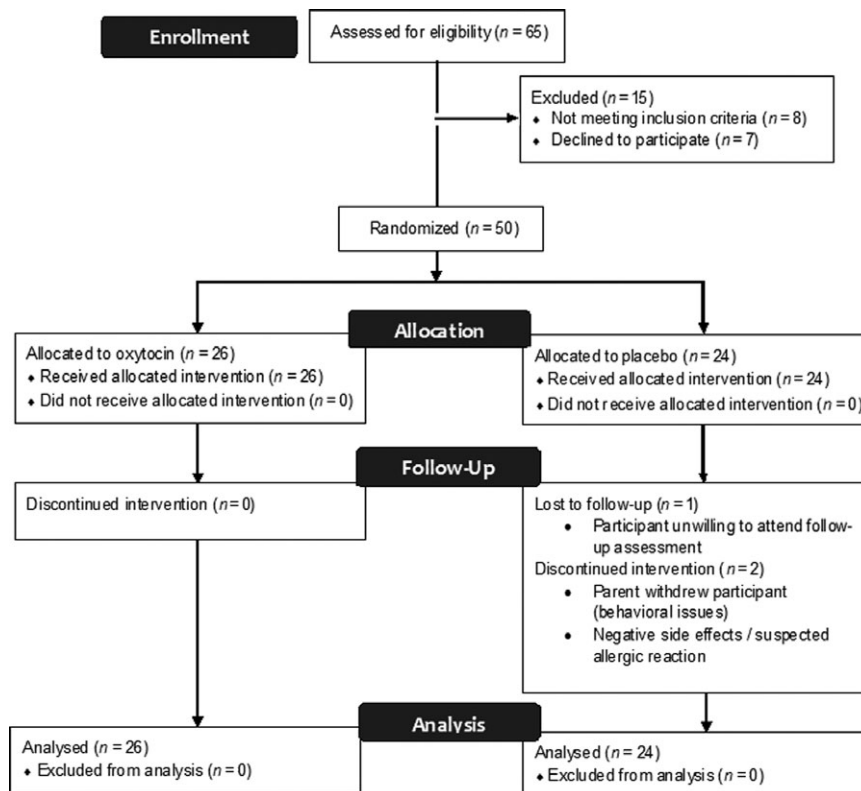 Enrollment
Assessed for eligibility (n = 65)
Excluded (n = 15)
♦ Not meeting inclusion criteria (n = 8)
♦ Declined to participate (n = 7)
Randomized (n = 50)
Allocation
Allocated to oxytocin (n = 26)
♦ Received allocated intervention (n = 26)
♦ Did not receive allocated intervention (n = 0)
Allocated to placebo (n = 24)
♦ Received allocated intervention (n = 24)
♦ Did not receive allocated intervention (n = 0)
Follow-Up
Discontinued intervention (n = 0)
Lost to follow-up (n = 1)
• Participant unwilling to attend follow-
up assessment
Discontinued intervention (n = 2)
• Parent withdrew participant
(behavioral issues)
• Negative side effects / suspected
allergic reaction
Analysis
Analysed (n = 26)
♦ Excluded from analysis (n = 0)
Analysed (n = 24)
♦ Excluded from analysis (n = 0)